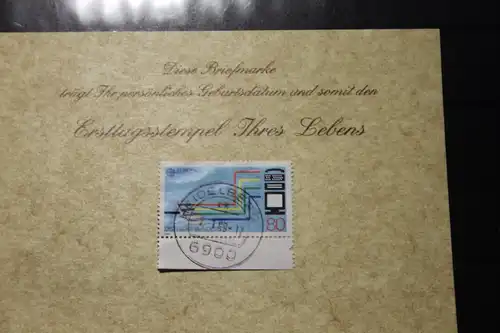 Diese Briefmarke
trägt Ihr persönliches Geburtsdatum und somit den
Ersttagsstempel Ihres Lebens
80
6900